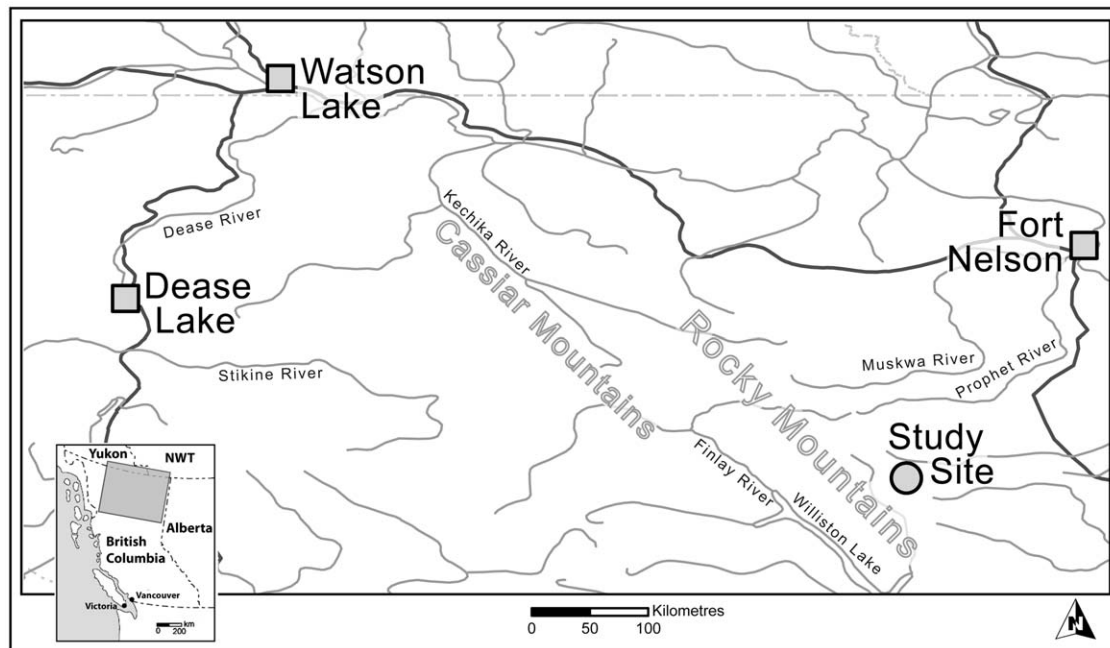 Watson
Lake
Kechika River
Dease River
Cassiar Mountains
Fort
Nelson
Dease
Lake
Rocky Mountains
Stikine River
Muskwa River
Prophet River
Study
Site
Finlay River
Williston Lake
Yukon
NWT
Alberta
British
Columbia
Vancouver
Victoria
km
0 200
Kilometres
0 50 100
N